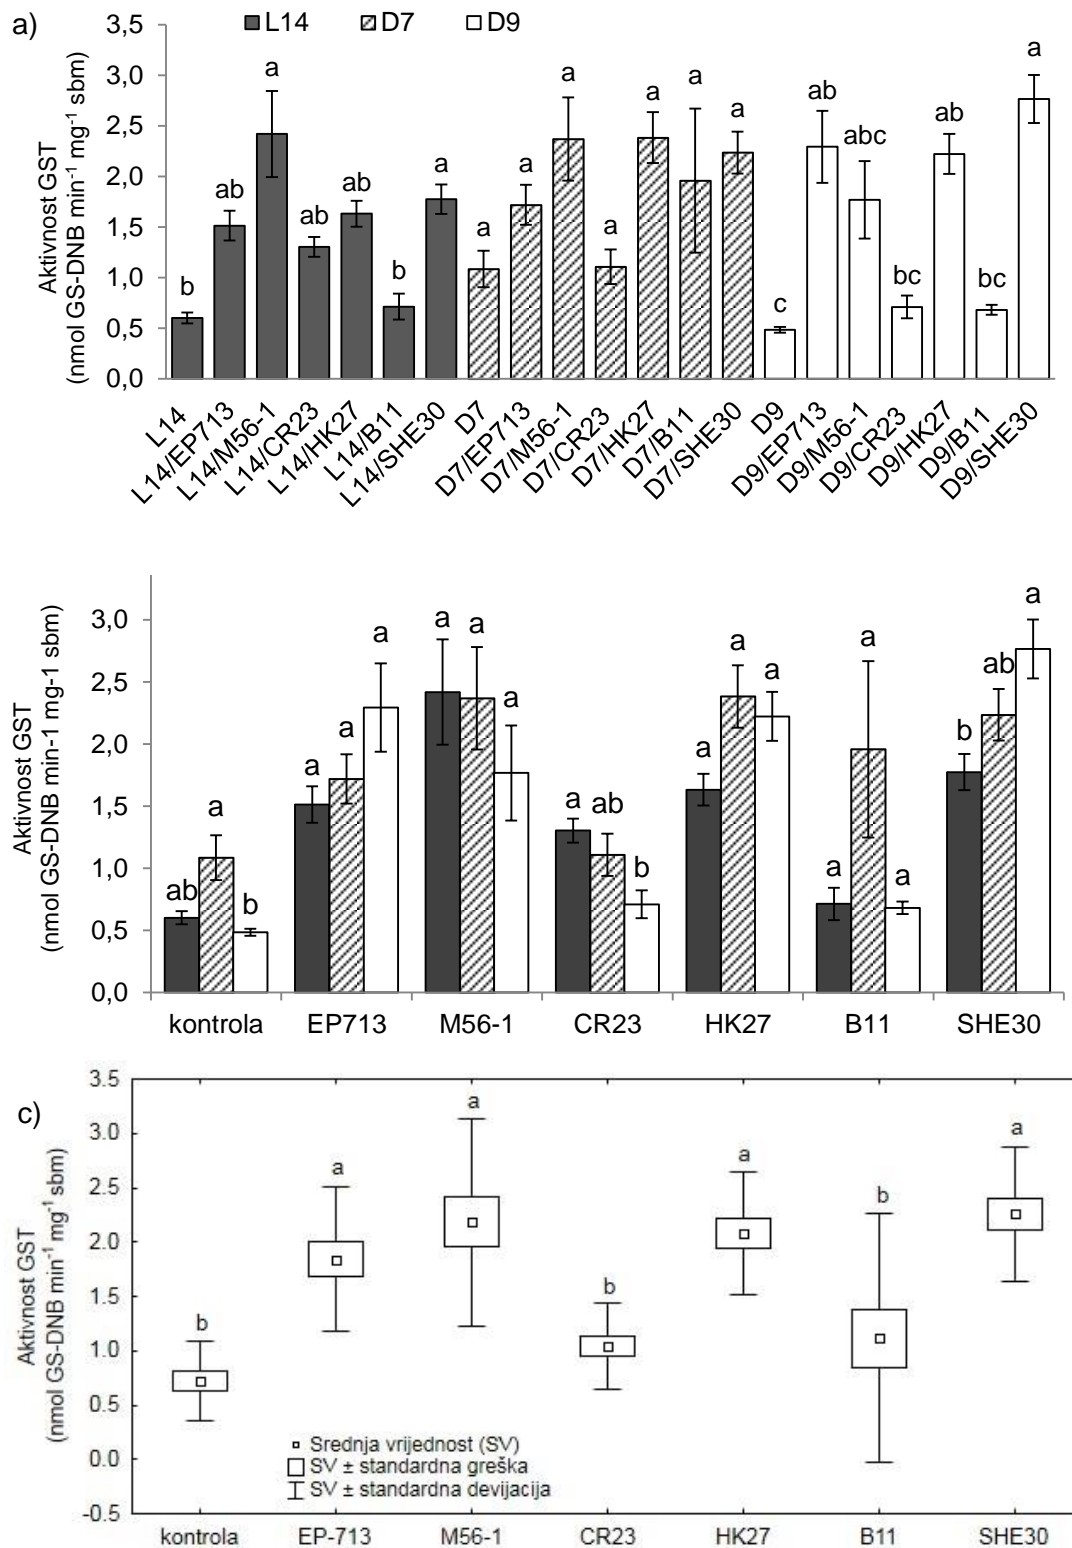 a)
L14 D7 D9
Aktivnost GST
(nmol GS-DNB min⁻¹ mg⁻¹ sbm)
3,5
3,0
2,5
2,0
1,5
1,0
0,5
0,0
b ab a ab ab b a a a a a a a a c ab abc bc ab bc a
L14 L14/EP713 L14/M56-1 L14/CR23 L14/HK27 L14/B11 L14/SHE30 D7 D7/EP713 D7/M56-1 D7/CR23 D7/HK27 D7/B11 D7/SHE30 D9 D9/EP713 D9/M56-1 D9/CR23 D9/HK27 D9/B11 D9/SHE30
Aktivnost GST
(nmol GS-DNB min-1 mg-1 sbm)
3,0
2,5
2,0
1,5
1,0
0,5
0,0
ab a b a a a a a a a ab b a a a a a a b ab a
kontrola EP713 M56-1 CR23 HK27 B11 SHE30
c)
Aktivnost GST
(nmol GS-DNB min⁻¹ mg⁻¹ sbm)
3.5
3.0
2.5
2.0
1.5
1.0
0.5
0.0
-0.5
b a a b a b a
Srednja vrijednost (SV)
SV ± standardna greška
SV ± standardna devijacija
kontrola EP-713 M56-1 CR23 HK27 B11 SHE30